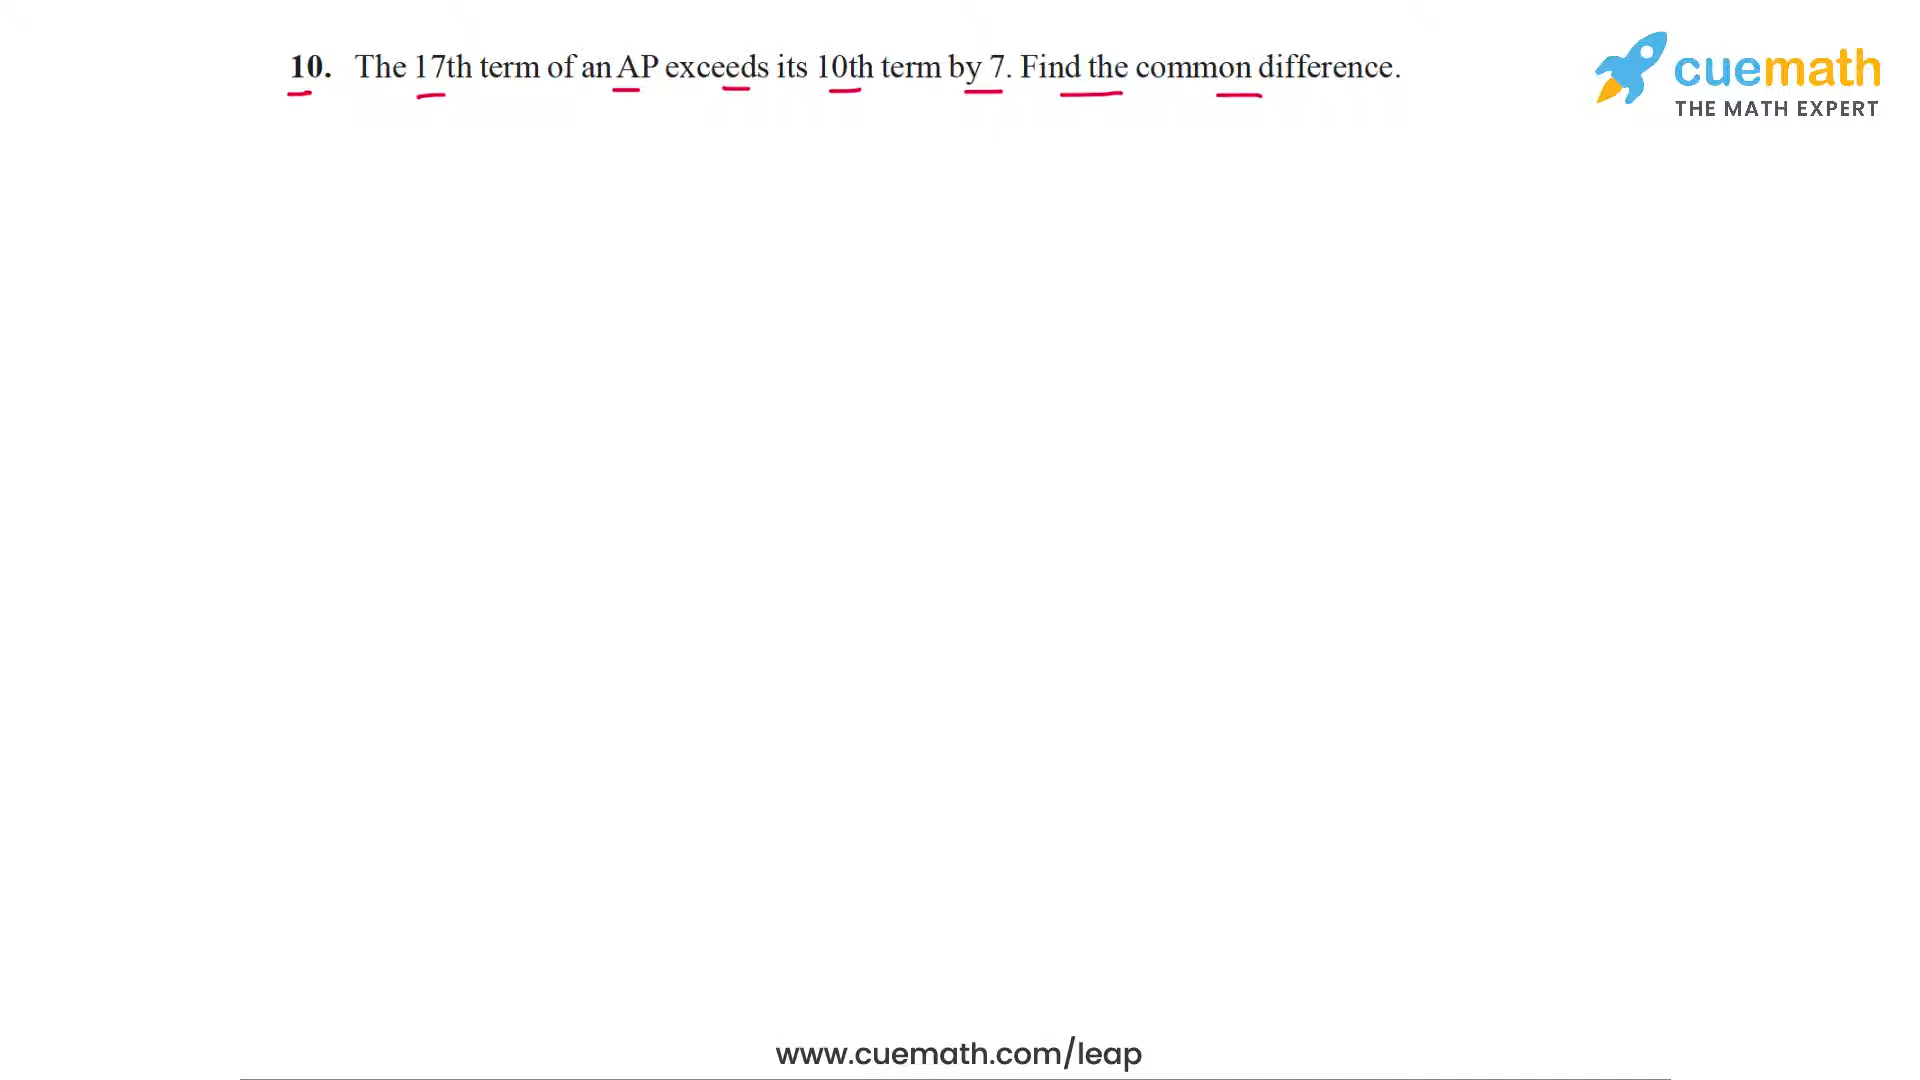 10. The 17th term of an AP exceeds its 10th term by 7. Find the common difference.
cuemath
THE MATH EXPERT
www.cuemath.com/leap